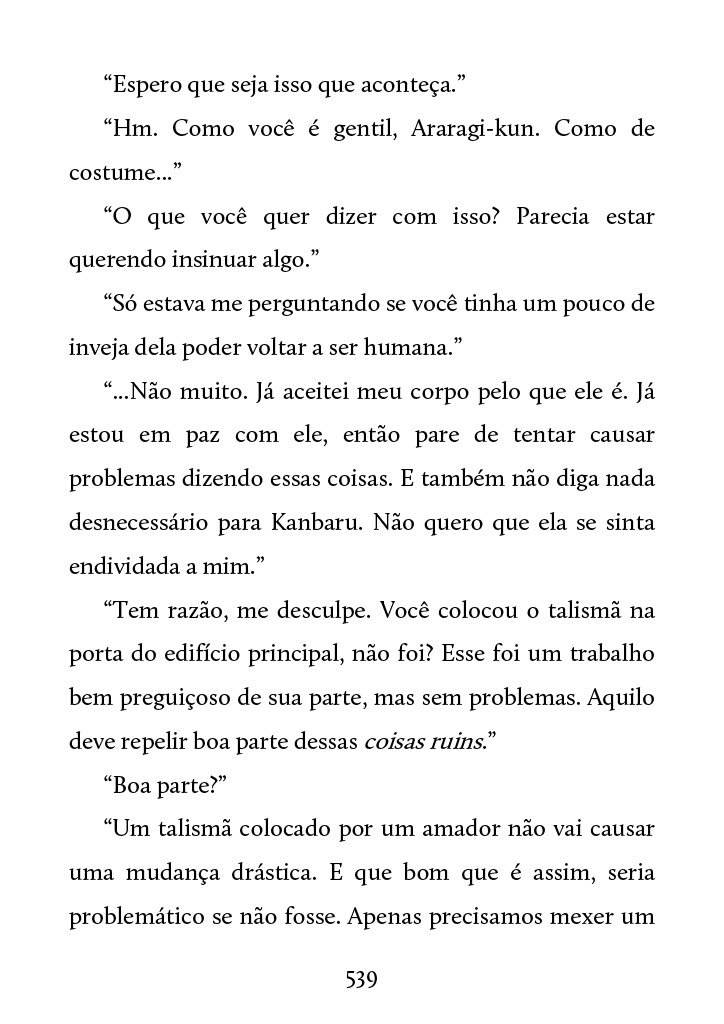 “Espero que seja isso que aconteça.”
“Hm. Como você é gentil, Araragi-kun. Como de
costume...”
“O que você quer dizer com isso? Parecia estar
querendo insinuar algo.”
“Só estava me perguntando se você tinha um pouco de
inveja dela poder voltar a ser humana.”
“...Não muito. Já aceitei meu corpo pelo que ele é. Já
estou em paz com ele, então pare de tentar causar
problemas dizendo essas coisas. E também não diga nada
desnecessário para Kanbaru. Não quero que ela se sinta
endividada a mim.”
“Tem razão, me desculpe. Você colocou o talismã na
porta do edifício principal, não foi? Esse foi um trabalho
bem preguiçoso de sua parte, mas sem problemas. Aquilo
deve repelir boa parte dessas coisas ruins.”
“Boa parte?”
“Um talismã colocado por um amador não vai causar
uma mudança drástica. E que bom que é assim, seria
problemático se não fosse. Apenas precisamos mexer um
539